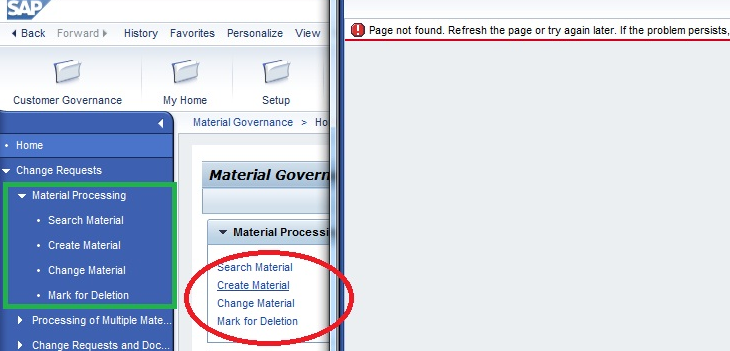 SAP
Back Forward History Favorites Personalize View
Customer Governance My Home Setup
Home
Change Requests
Material Processing
Search Material
Create Material
Change Material
Mark for Deletion
Processing of Multiple Mate...
Change Requests and Doc...
Material Governance > Ho
Material Govern
Material Processi
Search Material
Create Material
Change Material
Mark for Deletion
Page not found. Refresh the page or try again later. If the problem persists,